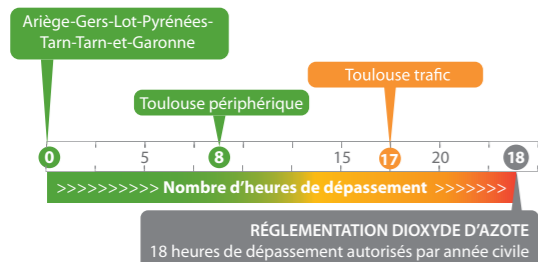 Ariège-Gers-Lot-Pyrénées-
Tarn-Tarn-et-Garonne
Toulouse trafic
Toulouse périphérique
0 5 8 15 17 20 18
>>>>>>>>>> Nombre d'heures de dépassement >>>>>>>
RÉGLEMENTATION DIOXYDE D'AZOTE
18 heures de dépassement autorisés par année civile